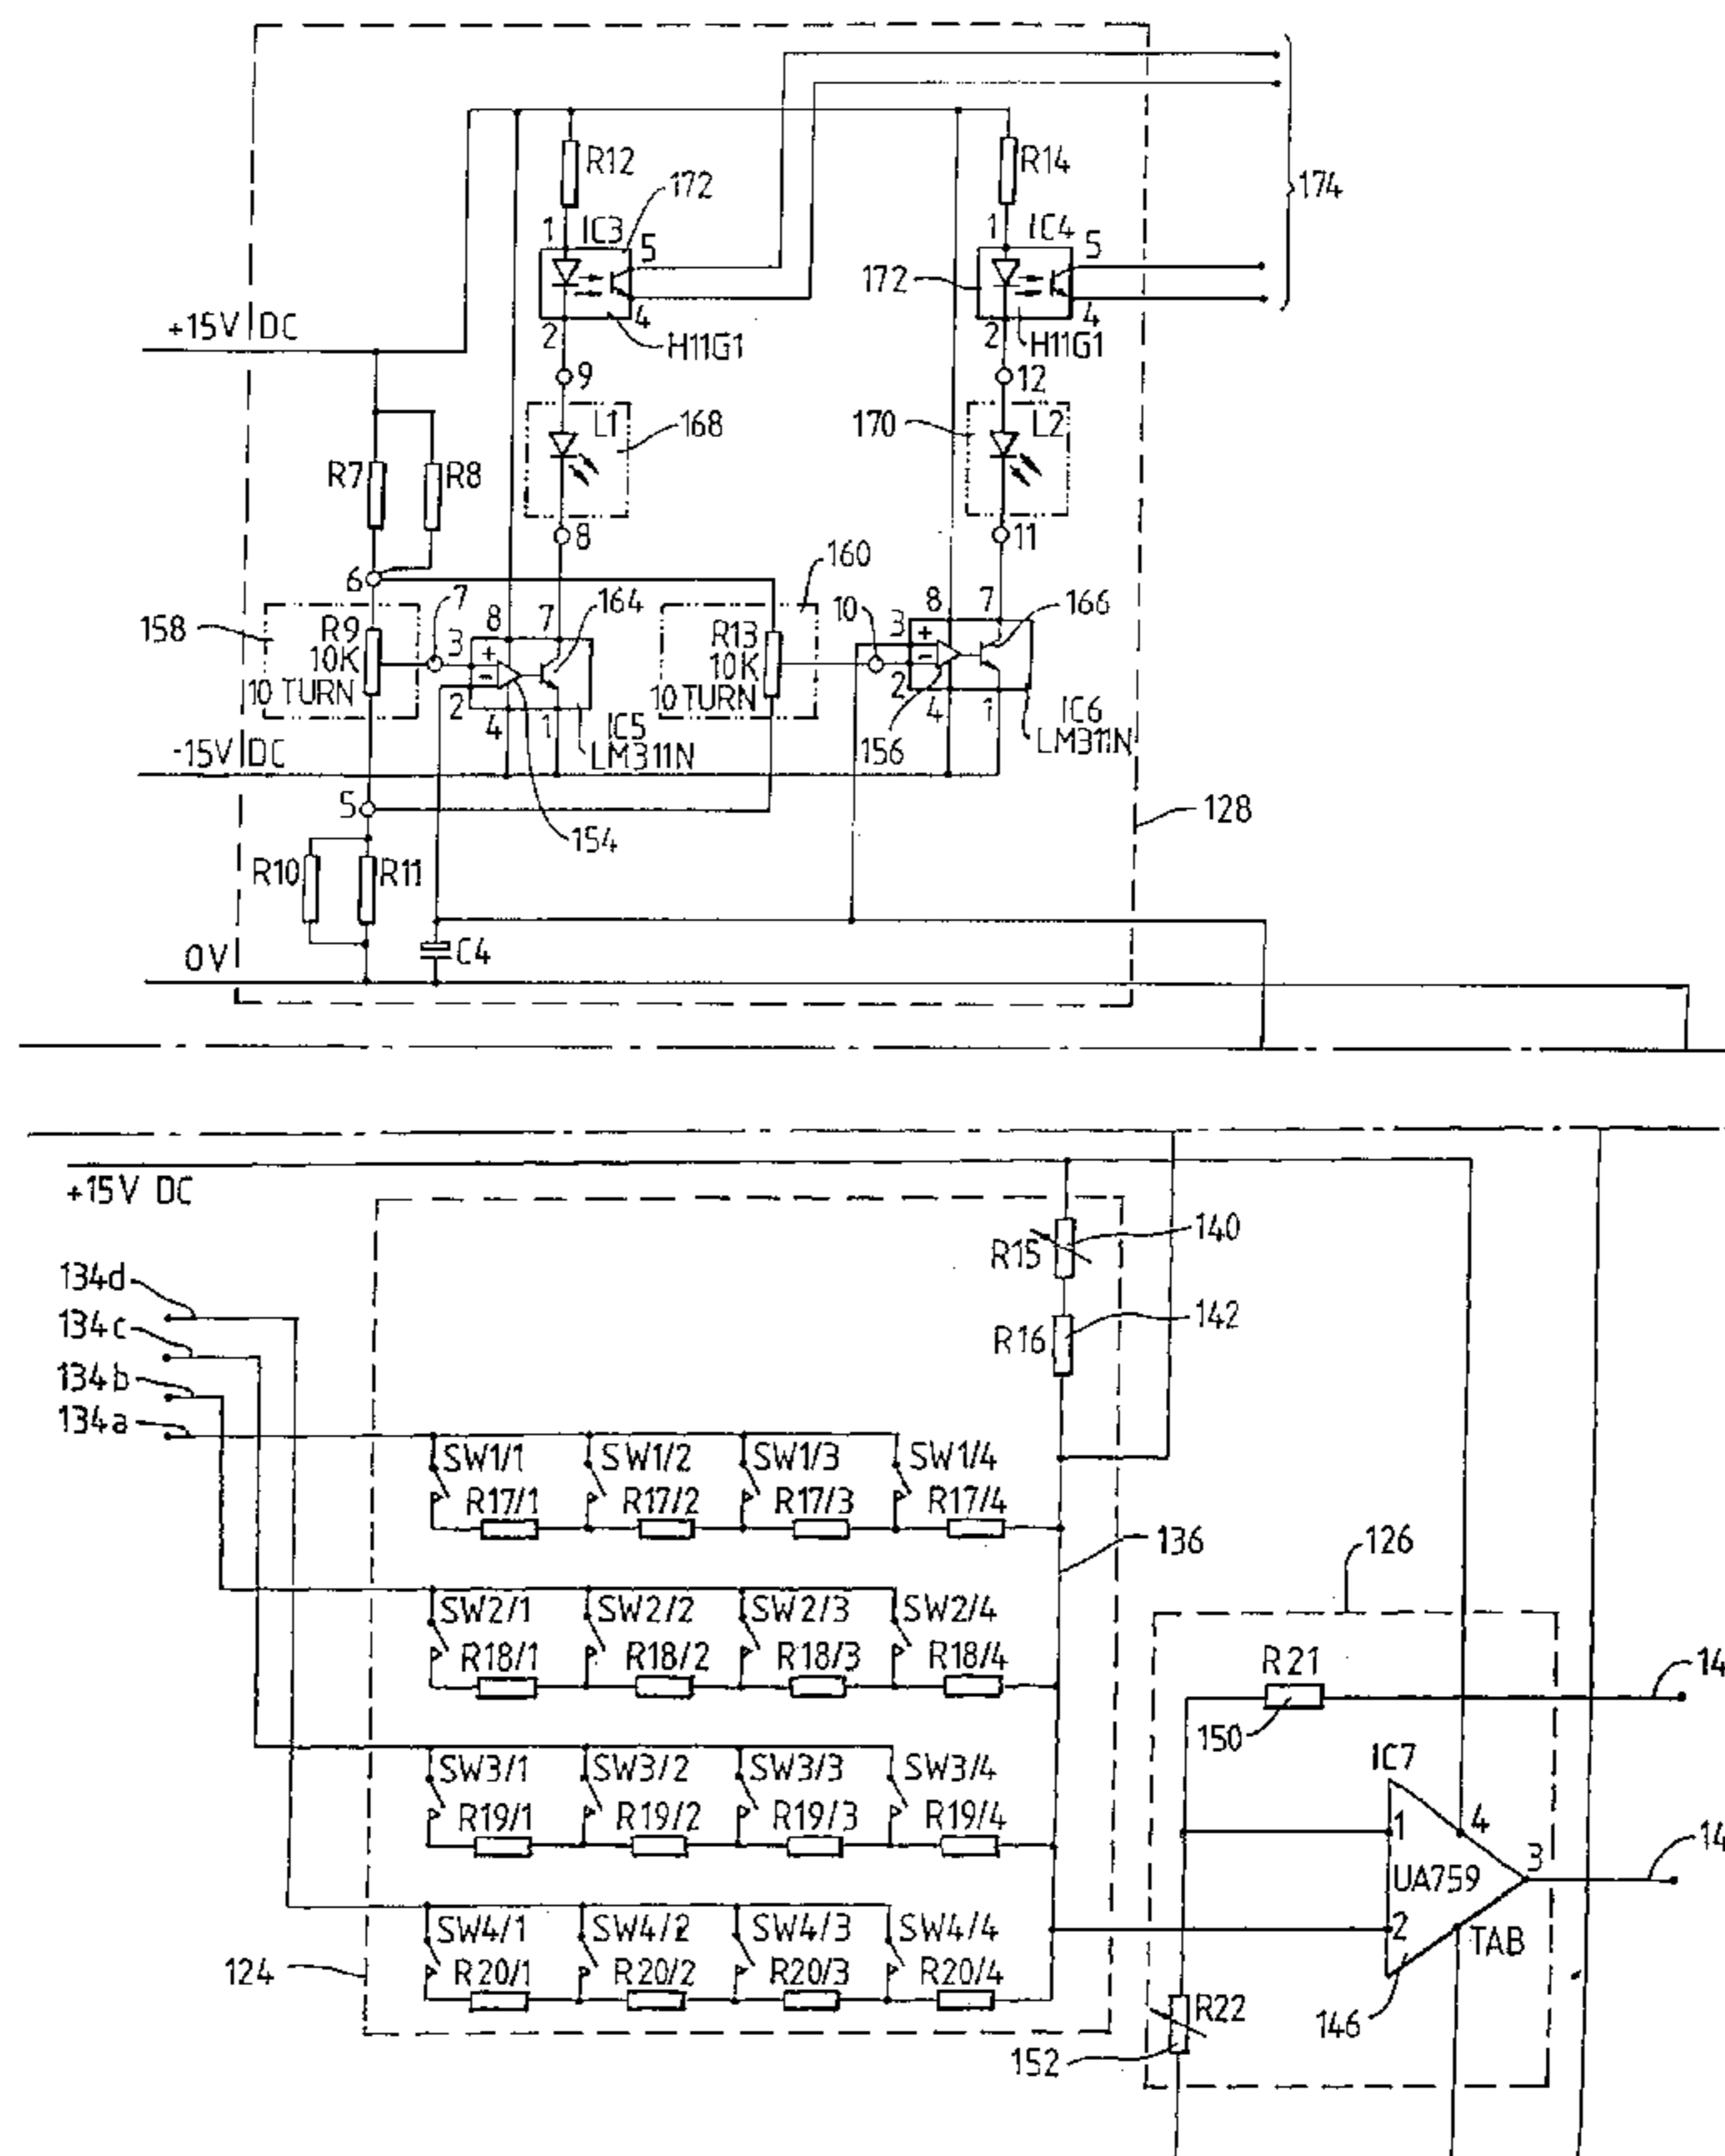 R12
172
R14
174
1
IC3
5
1
IC4
5
172
2
4
H11G1
2
4
H11G1
+15V DC
9
12
L1
168
170
L2
R7
R8
8
11
6
7
160
158
R9
10K
10 TURN
3
8
7
164
+
-
2
4
1
IC5
LM311N
R13
10K
10 TURN
10
3
8
7
166
+
-
2
4
1
156
IC6
LM311N
-15V DC
5
154
128
R10
R11
0V
C4
+15V DC
R15
140
134d
134c
R16
142
134b
134a
SW1/1
SW1/2
SW1/3
SW1/4
R17/1
R17/2
R17/3
R17/4
136
126
SW2/1
SW2/2
SW2/3
SW2/4
R18/1
R18/2
R18/3
R18/4
R21
14
150
IC7
SW3/1
SW3/2
SW3/3
SW3/4
R19/1
R19/2
R19/3
R19/4
1
4
14
3
UA759
2
TAB
SW4/1
SW4/2
SW4/3
SW4/4
124
R20/1
R20/2
R20/3
R20/4
R22
146
152